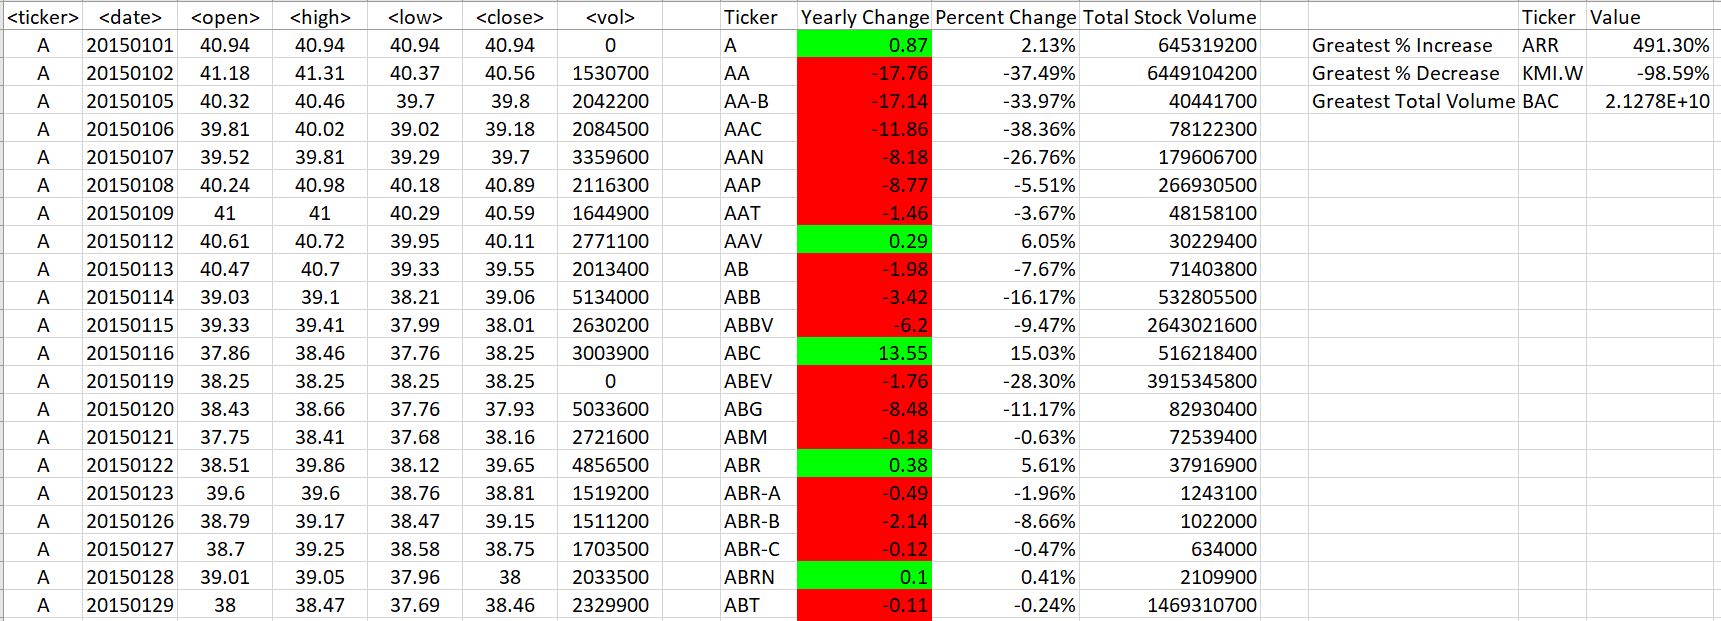 <ticker> <date> <open> <high> <low> <close> <vol> Ticker Yearly Change Percent Change Total Stock Volume Ticker Value
A 20150101 40.94 40.94 40.94 40.94 0 A 0.87 2.13% 645319200 Greatest % Increase ARR 491.30%
A 20150102 41.18 41.31 40.37 40.56 1530700 AA -17.76 -37.49% 6449104200 Greatest % Decrease KMI.W -98.59%
A 20150105 40.32 40.46 39.7 39.8 2042200 AA-B -17.14 -33.97% 40441700 Greatest Total Volume BAC 2.1278E+10
A 20150106 39.81 40.02 39.02 39.18 2084500 AAC -11.86 -38.36% 78122300
A 20150107 39.52 39.81 39.29 39.7 3359600 AAN -8.18 -26.76% 179606700
A 20150108 40.24 40.98 40.18 40.89 2116300 AAP -8.77 -5.51% 266930500
A 20150109 41 41 40.29 40.59 1644900 AAT -1.46 -3.67% 48158100
A 20150112 40.61 40.72 39.95 40.11 2771100 AAV 0.29 6.05% 30229400
A 20150113 40.47 40.7 39.33 39.55 2013400 AB -1.98 -7.67% 71403800
A 20150114 39.03 39.1 38.21 39.06 5134000 ABB -3.42 -16.17% 532805500
A 20150115 39.33 39.41 37.99 38.01 2630200 ABBV -6.2 -9.47% 2643021600
A 20150116 37.86 38.46 37.76 38.25 3003900 ABC 13.55 15.03% 516218400
A 20150119 38.25 38.25 38.25 38.25 0 ABEV -1.76 -28.30% 3915345800
A 20150120 38.43 38.66 37.76 37.93 5033600 ABG -8.48 -11.17% 82930400
A 20150121 37.75 38.41 37.68 38.16 2721600 ABM -0.18 -0.63% 72539400
A 20150122 38.51 39.86 38.12 39.65 4856500 ABR 0.38 5.61% 37916900
A 20150123 39.6 39.6 38.76 38.81 1519200 ABR-A -0.49 -1.96% 1243100
A 20150126 38.79 39.17 38.47 39.15 1511200 ABR-B -2.14 -8.66% 1022000
A 20150127 38.7 39.25 38.58 38.75 1703500 ABR-C -0.12 -0.47% 634000
A 20150128 39.01 39.05 37.96 38 2033500 ABRN 0.1 0.41% 2109900
A 20150129 38 38.47 37.69 38.46 2329900 ABT -0.11 -0.24% 1469310700